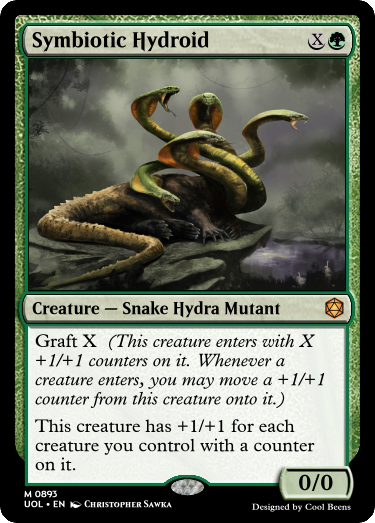 Symbiotic Hydroid X
Creature — Snake Hydra Mutant
Graft X (This creature enters with X
+1/+1 counters on it. Whenever a
creature enters, you may move a +1/+1
counter from this creature onto it.)
This creature has +1/+1 for each
creature you control with a counter
on it.
0/0
M 0893
UOL • EN Christopher Sawka
Designed by Cool Beens